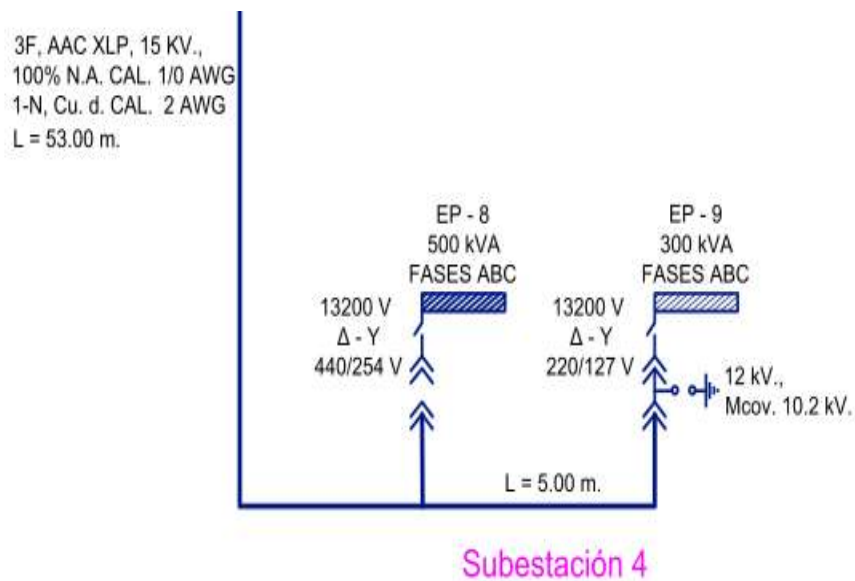 3F, AAC XLP, 15 KV.,
100% N.A. CAL. 1/0 AWG
1-N, Cu. d. CAL. 2 AWG
L = 53.00 m.
EP - 8
500 kVA
FASES ABC
13200 V
Δ - Y
440/254 V
EP - 9
300 kVA
FASES ABC
13200 V
Δ - Y
220/127 V
12 kV.,
Mcov. 10.2 kV.
L = 5.00 m.
Subestación 4